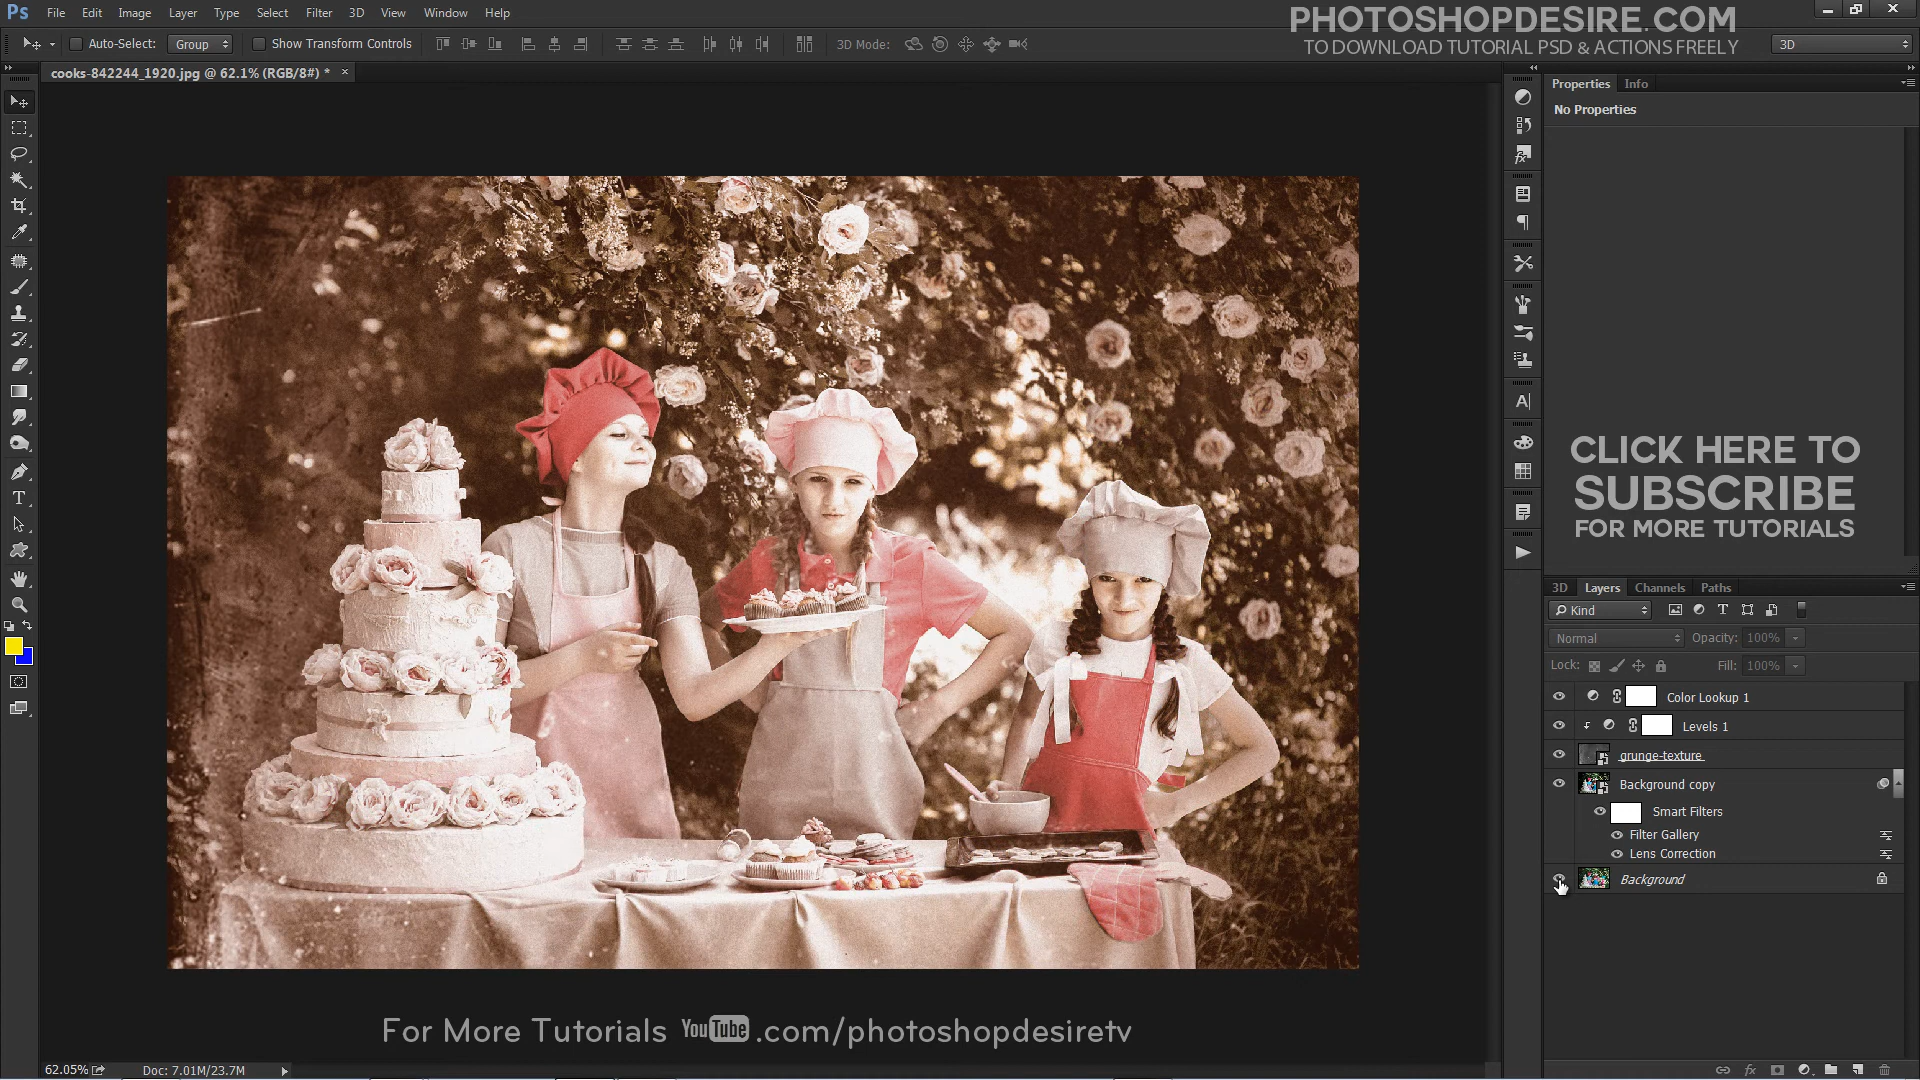 Ps File Edit Image Layer Type Select Filter 3D View Window Help
PHOTOSHOPDESIRE.COM
TO DOWNLOAD TUTORIAL PSD & ACTIONS FREELY
Auto-Select: Group Show Transform Controls 3D Mode: 3D
cooks-842244_1920.jpg @ 62.1% (RGB/8#) * ×
Properties Info
No Properties
CLICK HERE TO
SUBSCRIBE
FOR MORE TUTORIALS
3D Layers Channels Paths
Kind
Normal Opacity: 100%
Lock: Fill: 100%
Color Lookup 1
Levels 1
grunge-texture
Background copy
Smart Filters
Filter Gallery
Lens Correction
Background
For More Tutorials YouTube .com/photoshopdesiretv
62.05% Doc: 7.01M/23.7M